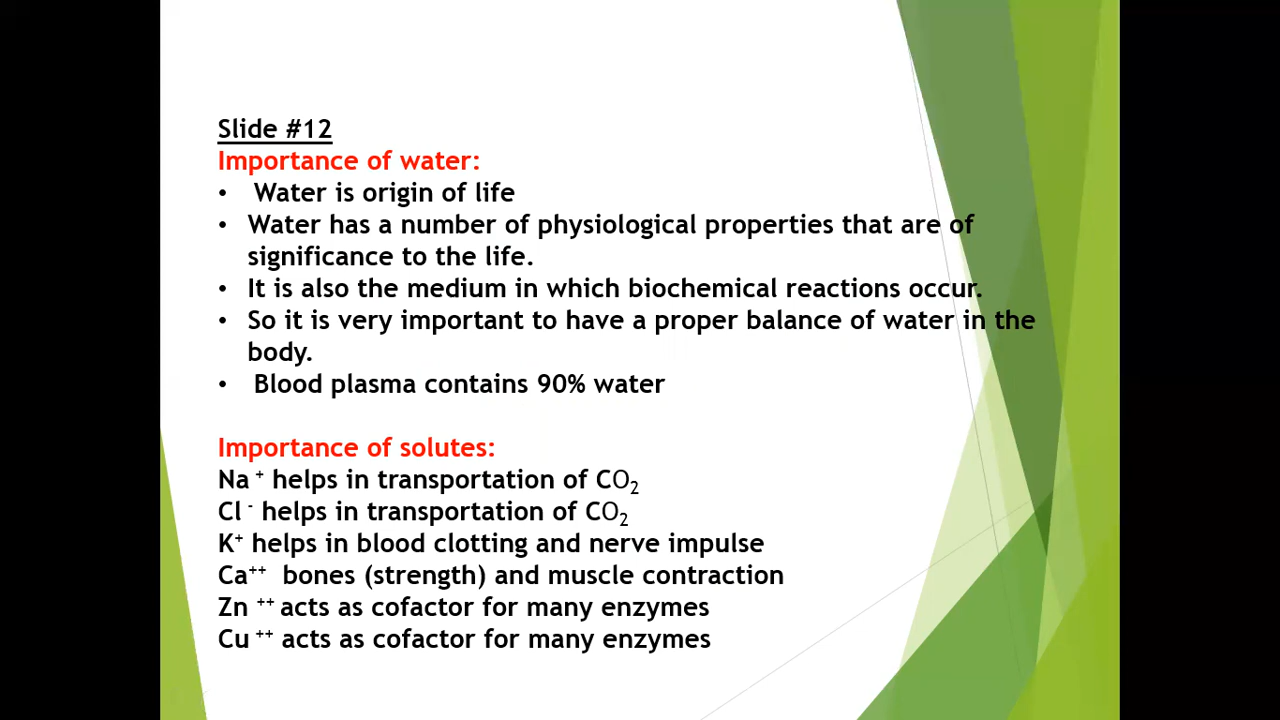 Slide #12
Importance of water:
• Water is origin of life
• Water has a number of physiological properties that are of
significance to the life.
• It is also the medium in which biochemical reactions occur.
• So it is very important to have a proper balance of water in the
body.
• Blood plasma contains 90% water
Importance of solutes:
Na⁺ helps in transportation of CO₂
Cl⁻ helps in transportation of CO₂
K⁺ helps in blood clotting and nerve impulse
Ca⁺⁺ bones (strength) and muscle contraction
Zn⁺⁺ acts as cofactor for many enzymes
Cu⁺⁺ acts as cofactor for many enzymes